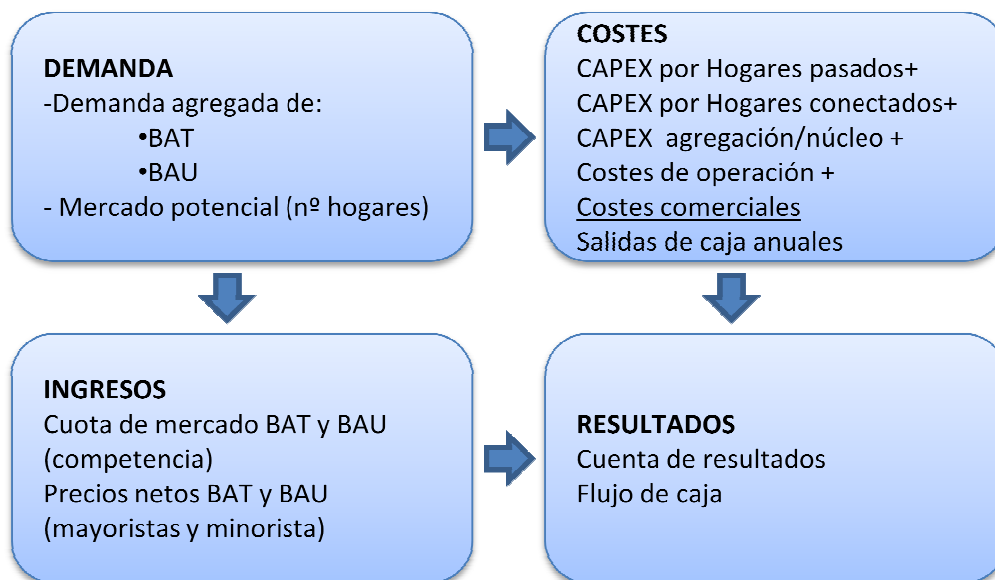 DEMANDA
-Demanda agregada de:
•BAT
•BAU
- Mercado potencial (nº hogares)
COSTES
CAPEX por Hogares pasados+
CAPEX por Hogares conectados+
CAPEX agregación/núcleo +
Costes de operación +
Costes comerciales
Salidas de caja anuales
INGRESOS
Cuota de mercado BAT y BAU
(competencia)
Precios netos BAT y BAU
(mayoristas y minorista)
RESULTADOS
Cuenta de resultados
Flujo de caja